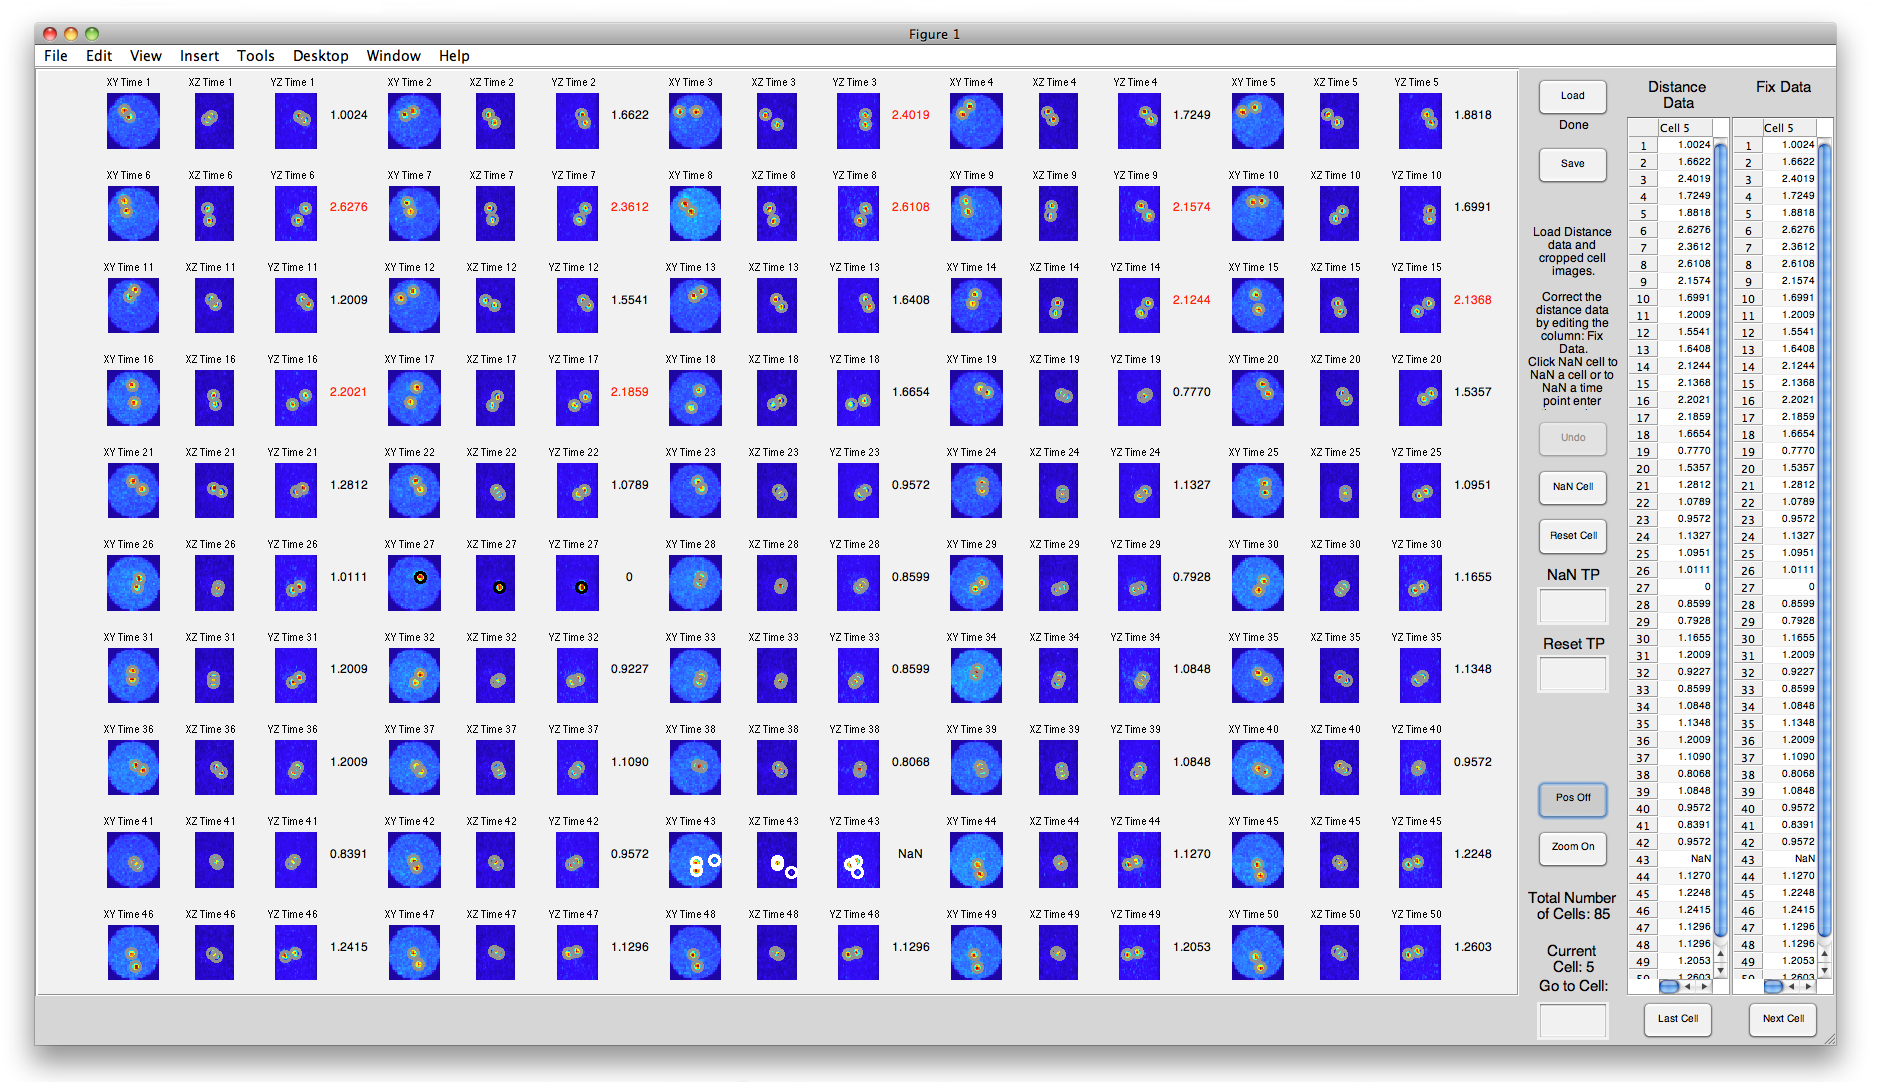 Figure 1
File Edit View Insert Tools Desktop Window Help
XY Time 1 XZ Time 1 YZ Time 1 XY Time 2 XZ Time 2 YZ Time 2 XY Time 3 XZ Time 3 YZ Time 3 XY Time 4 XZ Time 4 YZ Time 4 XY Time 5 XZ Time 5 YZ Time 5
1.0024 1.6622 2.4019 1.7249 1.8818
XY Time 6 XZ Time 6 YZ Time 6 XY Time 7 XZ Time 7 YZ Time 7 XY Time 8 XZ Time 8 YZ Time 8 XY Time 9 XZ Time 9 YZ Time 9 XY Time 10 XZ Time 10 YZ Time 10
2.6276 2.3612 2.6108 2.1574 1.6991
XY Time 11 XZ Time 11 YZ Time 11 XY Time 12 XZ Time 12 YZ Time 12 XY Time 13 XZ Time 13 YZ Time 13 XY Time 14 XZ Time 14 YZ Time 14 XY Time 15 XZ Time 15 YZ Time 15
1.2009 1.5541 1.6408 2.1244 2.1368
XY Time 16 XZ Time 16 YZ Time 16 XY Time 17 XZ Time 17 YZ Time 17 XY Time 18 XZ Time 18 YZ Time 18 XY Time 19 XZ Time 19 YZ Time 19 XY Time 20 XZ Time 20 YZ Time 20
2.2021 2.1859 1.6654 0.7770 1.5357
XY Time 21 XZ Time 21 YZ Time 21 XY Time 22 XZ Time 22 YZ Time 22 XY Time 23 XZ Time 23 YZ Time 23 XY Time 24 XZ Time 24 YZ Time 24 XY Time 25 XZ Time 25 YZ Time 25
1.2812 1.0789 0.9572 1.1327 1.0951
XY Time 26 XZ Time 26 YZ Time 26 XY Time 27 XZ Time 27 YZ Time 27 XY Time 28 XZ Time 28 YZ Time 28 XY Time 29 XZ Time 29 YZ Time 29 XY Time 30 XZ Time 30 YZ Time 30
1.0111 0 0.8599 0.7928 1.1655
XY Time 31 XZ Time 31 YZ Time 31 XY Time 32 XZ Time 32 YZ Time 32 XY Time 33 XZ Time 33 YZ Time 33 XY Time 34 XZ Time 34 YZ Time 34 XY Time 35 XZ Time 35 YZ Time 35
1.2009 0.9227 0.8599 1.0848 1.1348
XY Time 36 XZ Time 36 YZ Time 36 XY Time 37 XZ Time 37 YZ Time 37 XY Time 38 XZ Time 38 YZ Time 38 XY Time 39 XZ Time 39 YZ Time 39 XY Time 40 XZ Time 40 YZ Time 40
1.2009 1.1090 0.8068 1.0848 0.9572
XY Time 41 XZ Time 41 YZ Time 41 XY Time 42 XZ Time 42 YZ Time 42 XY Time 43 XZ Time 43 YZ Time 43 XY Time 44 XZ Time 44 YZ Time 44 XY Time 45 XZ Time 45 YZ Time 45
0.8391 0.9572 NaN 1.1270 1.2248
XY Time 46 XZ Time 46 YZ Time 46 XY Time 47 XZ Time 47 YZ Time 47 XY Time 48 XZ Time 48 YZ Time 48 XY Time 49 XZ Time 49 YZ Time 49 XY Time 50 XZ Time 50 YZ Time 50
1.2415 1.1296 1.1296 1.2053 1.2603
Load
Done
Save
Load Distance
data and
cropped cell
images.
Correct the
distance data
by editing the
column: Fix
Data.
Click NaN cell to
NaN a cell or to
NaN a time
point enter
Undo
NaN Cell
Reset Cell
NaN TP
Reset TP
Pos Off
Zoom On
Total Number
of Cells: 85
Current
Cell: 5
Go to Cell:
Distance
Data
Fix Data
Cell 5 Cell 5
1 1.0024 1 1.0024
2 1.6622 2 1.6622
3 2.4019 3 2.4019
4 1.7249 4 1.7249
5 1.8818 5 1.8818
6 2.6276 6 2.6276
7 2.3612 7 2.3612
8 2.6108 8 2.6108
9 2.1574 9 2.1574
10 1.6991 10 1.6991
11 1.2009 11 1.2009
12 1.5541 12 1.5541
13 1.6408 13 1.6408
14 2.1244 14 2.1244
15 2.1368 15 2.1368
16 2.2021 16 2.2021
17 2.1859 17 2.1859
18 1.6654 18 1.6654
19 0.7770 19 0.7770
20 1.5357 20 1.5357
21 1.2812 21 1.2812
22 1.0789 22 1.0789
23 0.9572 23 0.9572
24 1.1327 24 1.1327
25 1.0951 25 1.0951
26 1.0111 26 1.0111
27 0 27 0
28 0.8599 28 0.8599
29 0.7928 29 0.7928
30 1.1655 30 1.1655
31 1.2009 31 1.2009
32 0.9227 32 0.9227
33 0.8599 33 0.8599
34 1.0848 34 1.0848
35 1.1348 35 1.1348
36 1.2009 36 1.2009
37 1.1090 37 1.1090
38 0.8068 38 0.8068
39 1.0848 39 1.0848
40 0.9572 40 0.9572
41 0.8391 41 0.8391
42 0.9572 42 0.9572
43 NaN 43 NaN
44 1.1270 44 1.1270
45 1.2248 45 1.2248
46 1.2415 46 1.2415
47 1.1296 47 1.1296
48 1.1296 48 1.1296
49 1.2053 49 1.2053
50 1.2603 50 1.2603
Last Cell Next Cell